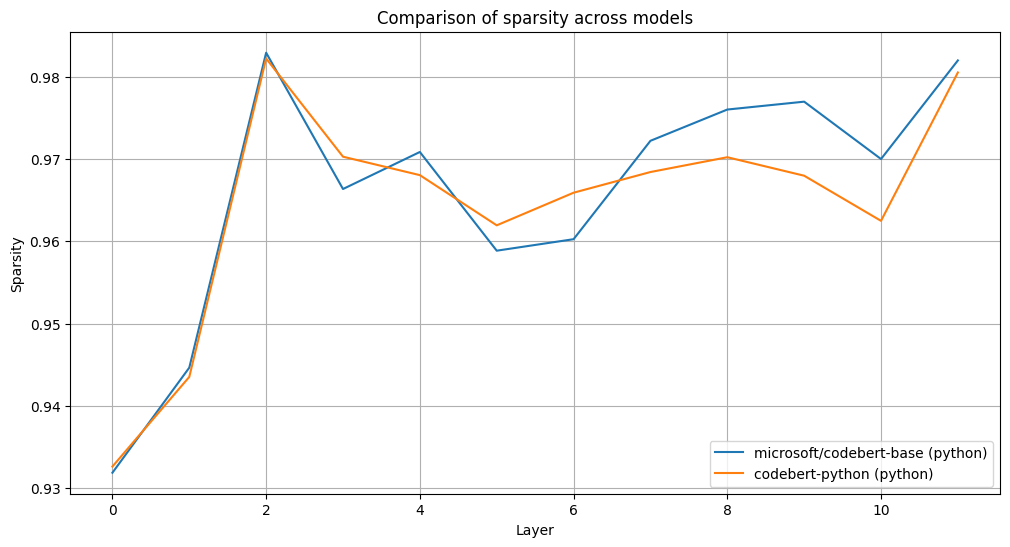 Comparison of sparsity across models
Sparsity
0.98
0.97
0.96
0.95
0.94
0.93
0 2 4 6 8 10
Layer
microsoft/codebert-base (python)
codebert-python (python)